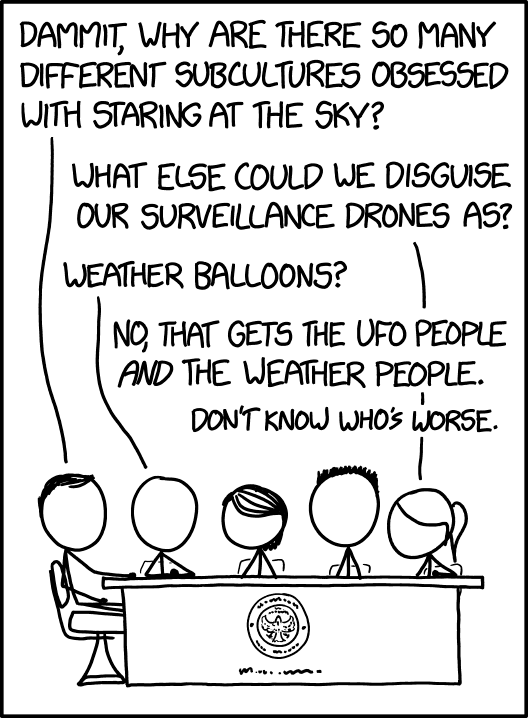 DAMMIT, WHY ARE THERE SO MANY
DIFFERENT SUBCULTURES OBSESSED
WITH STARING AT THE SKY?
WHAT ELSE COULD WE DISGUISE
OUR SURVEILLANCE DRONES AS?
WEATHER BALLOONS?
NO, THAT GETS THE UFO PEOPLE
AND THE WEATHER PEOPLE.
DON'T KNOW WHO'S WORSE.